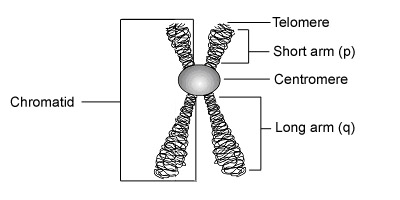 Telomere
Short arm (p)
Centromere
Chromatid
Long arm (q)